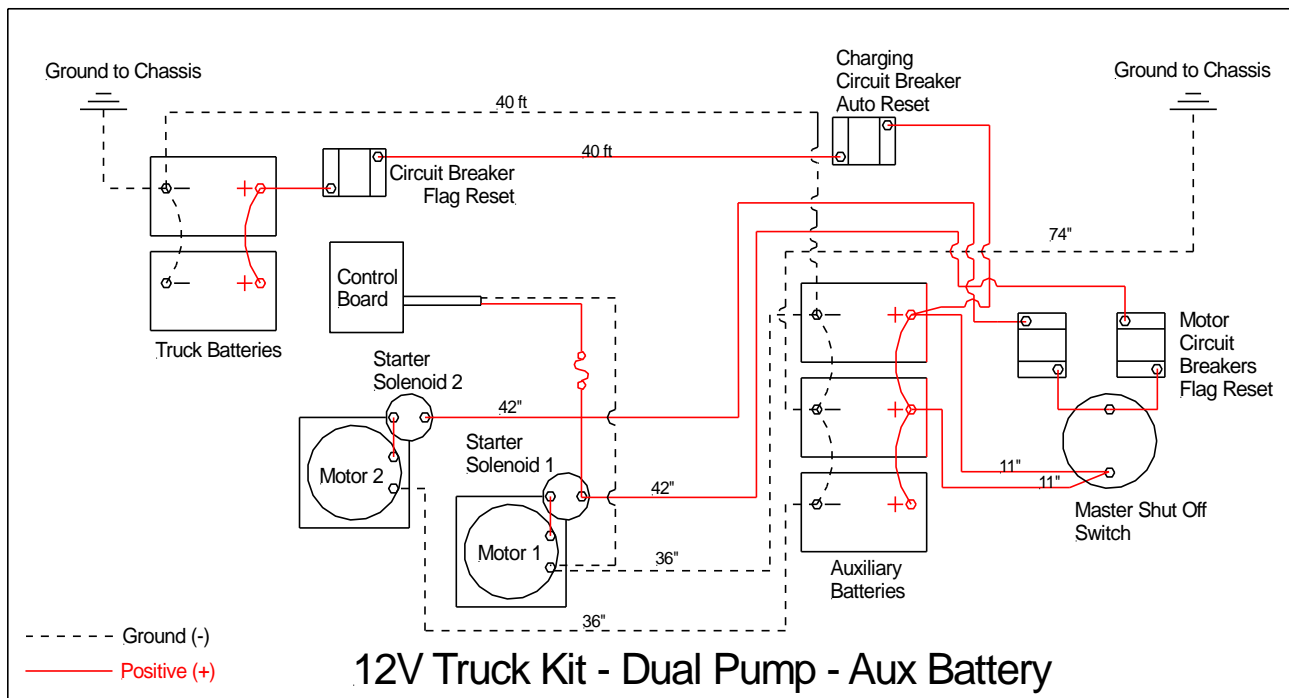 Ground to Chassis
40 ft
Charging
Circuit Breaker
Auto Reset
Ground to Chassis
Circuit Breaker
Flag Reset
40 ft
74"
Control
Board
Truck Batteries
Motor
Circuit
Breakers
Flag Reset
Starter
Solenoid 2
42"
Motor 2
Starter
Solenoid 1
42"
11"
11"
Master Shut Off
Switch
Motor 1
36"
Auxiliary
Batteries
36"
Ground (-)
Positive (+)
12V Truck Kit - Dual Pump - Aux Battery